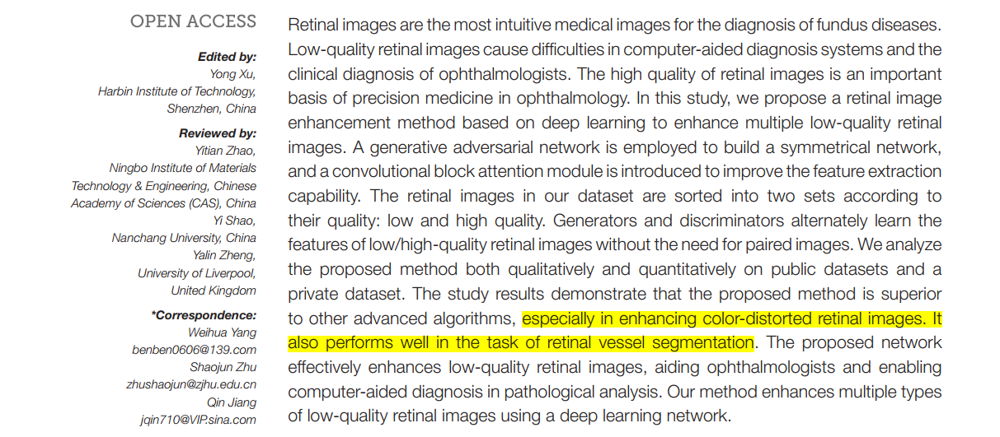 OPEN ACCESS
Edited by:
Yong Xu,
Harbin Institute of Technology,
Shenzhen, China
Reviewed by:
Yitian Zhao,
Ningbo Institute of Materials
Technology & Engineering, Chinese
Academy of Sciences (CAS), China
Yi Shao,
Nanchang University, China
Yalin Zheng,
University of Liverpool,
United Kingdom
*Correspondence:
Weihua Yang
benben0606@139.com
Shaojun Zhu
zhushaojun@zjhu.edu.cn
Qin Jiang
jqin710@VIP.sina.com
Retinal images are the most intuitive medical images for the diagnosis of fundus diseases.
Low-quality retinal images cause difficulties in computer-aided diagnosis systems and the
clinical diagnosis of ophthalmologists. The high quality of retinal images is an important
basis of precision medicine in ophthalmology. In this study, we propose a retinal image
enhancement method based on deep learning to enhance multiple low-quality retinal
images. A generative adversarial network is employed to build a symmetrical network,
and a convolutional block attention module is introduced to improve the feature extraction
capability. The retinal images in our dataset are sorted into two sets according to
their quality: low and high quality. Generators and discriminators alternately learn the
features of low/high-quality retinal images without the need for paired images. We analyze
the proposed method both qualitatively and quantitatively on public datasets and a
private dataset. The study results demonstrate that the proposed method is superior
to other advanced algorithms, especially in enhancing color-distorted retinal images. It
also performs well in the task of retinal vessel segmentation. The proposed network
effectively enhances low-quality retinal images, aiding ophthalmologists and enabling
computer-aided diagnosis in pathological analysis. Our method enhances multiple types
of low-quality retinal images using a deep learning network.